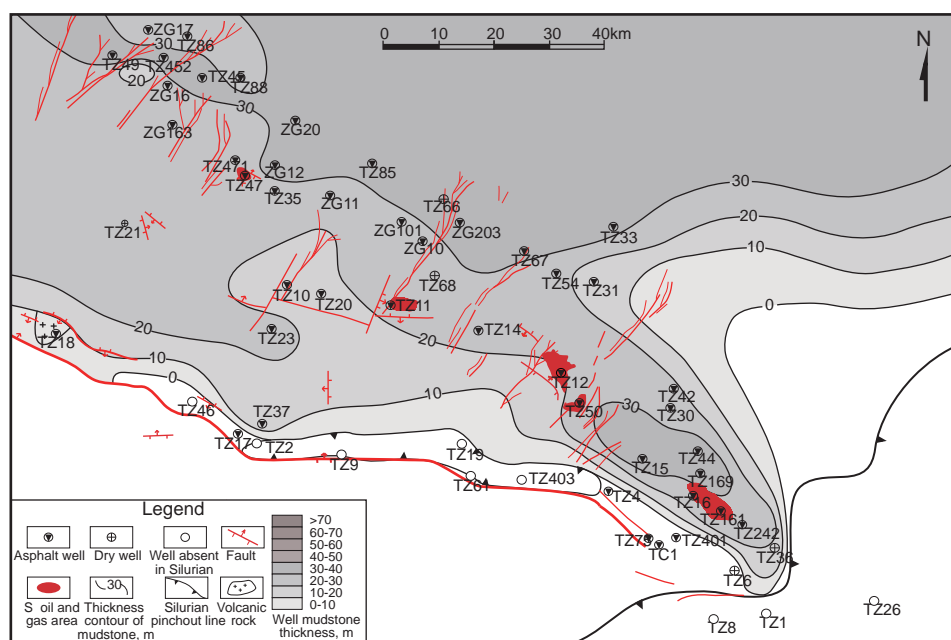 ZG17
TZ86
30
TZ49
TZ452
20
TZ45
TZ88
ZG16
30
ZG163
ZG20
0 10 20 30 40km
N
TZ471
TZ47
ZG12
TZ85
TZ35
ZG11
TZ66
30
TZ21
ZG101
ZG203
TZ33
20
ZG10
TZ67
10
TZ68
TZ54
TZ31
TZ10
TZ20
TZ11
0
20
TZ18
TZ23
TZ14
20
10
TZ12
0
TZ42
TZ46
10
TZ50
30
TZ30
TZ37
TZ17
TZ2
TZ9
TZ19
TZ15
TZ44
TZ61
TZ403
TZ169
TZ4
TZ16
TZ161
TZ242
TZ75
TC1
TZ401
TZ36
TZ6
TZ26
TZ8
TZ1
Legend
Asphalt well
Dry well
Well absent
in Silurian
Fault
30
S oil and
gas area
Thickness
contour of
mudstone, m
Silurian
pinchout line
Volcanic
rock
>70
60-70
50-60
40-50
30-40
20-30
10-20
0-10
Well mudstone
thickness, m